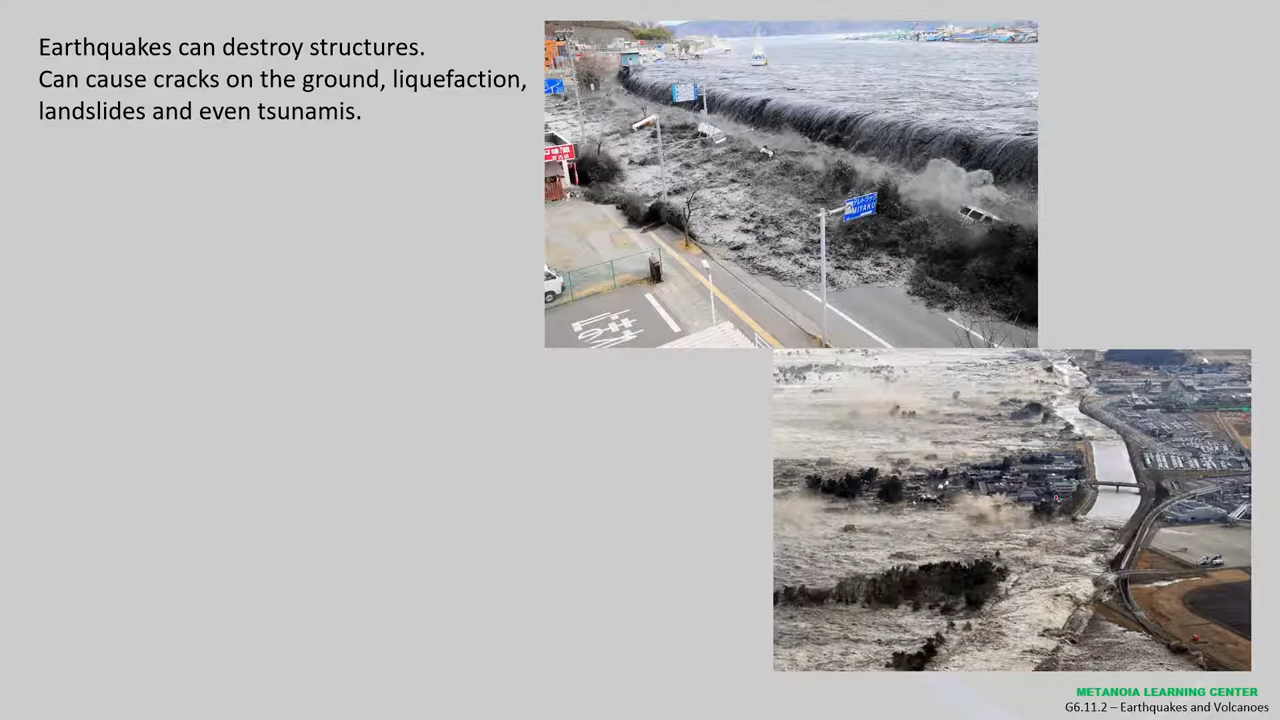 Earthquakes can destroy structures.
Can cause cracks on the ground, liquefaction,
landslides and even tsunamis.
MIYAKO
METANOIA LEARNING CENTER
G6.11.2 – Earthquakes and Volcanoes